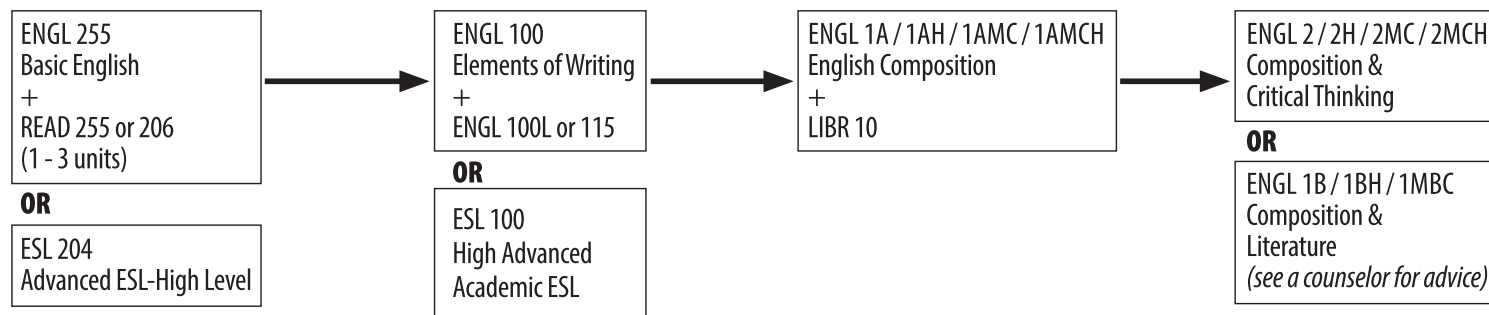 ENGL 255
Basic English
+
READ 255 or 206
(1 - 3 units)
OR
ESL 204
Advanced ESL-High Level
ENGL 100
Elements of Writing
+
ENGL 100L or 115
OR
ESL 100
High Advanced
Academic ESL
ENGL 1A / 1AH / 1AMC / 1AMCH
English Composition
+
LIBR 10
ENGL 2 / 2H / 2MC / 2MCH
Composition &
Critical Thinking
OR
ENGL 1B / 1BH / 1MBC
Composition &
Literature
(see a counselor for advice)